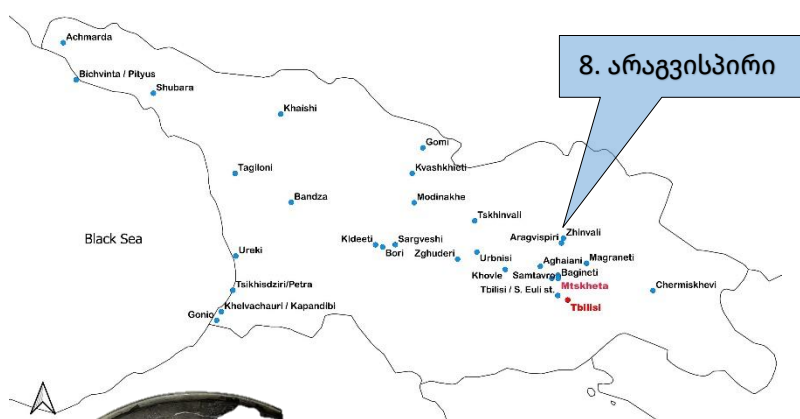 Achmarda
8. არაგვისპირი
Bichvinta / Pityus
Shubara
Khaishi
Gomi
Tagiloni
Kvashkhieti
Bandza
Modinakhe
Tskhinvali
Zhinvali
Black Sea
Kldeeti
Sargveshi
Aragvispiri
Ureki
Bori
Zghuderi
Urbnisi
Aghaiani
Magraneti
Khovle
Samtavro
Bagineti
Tsikhisdziri/Petra
Tbilisi / S. Euli st.
Mtskheta
Chermiskhevi
Khelvachauri / Kapandibi
Tbilisi
Gonio